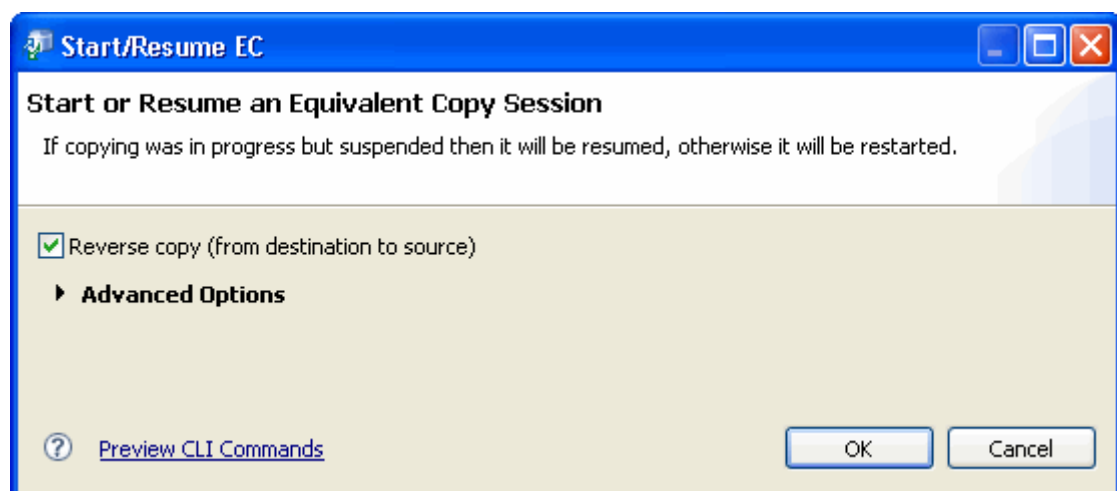 Start/Resume EC
Start or Resume an Equivalent Copy Session
If copying was in progress but suspended then it will be resumed, otherwise it will be restarted.
Reverse copy (from destination to source)
Advanced Options
? Preview CLI Commands OK Cancel